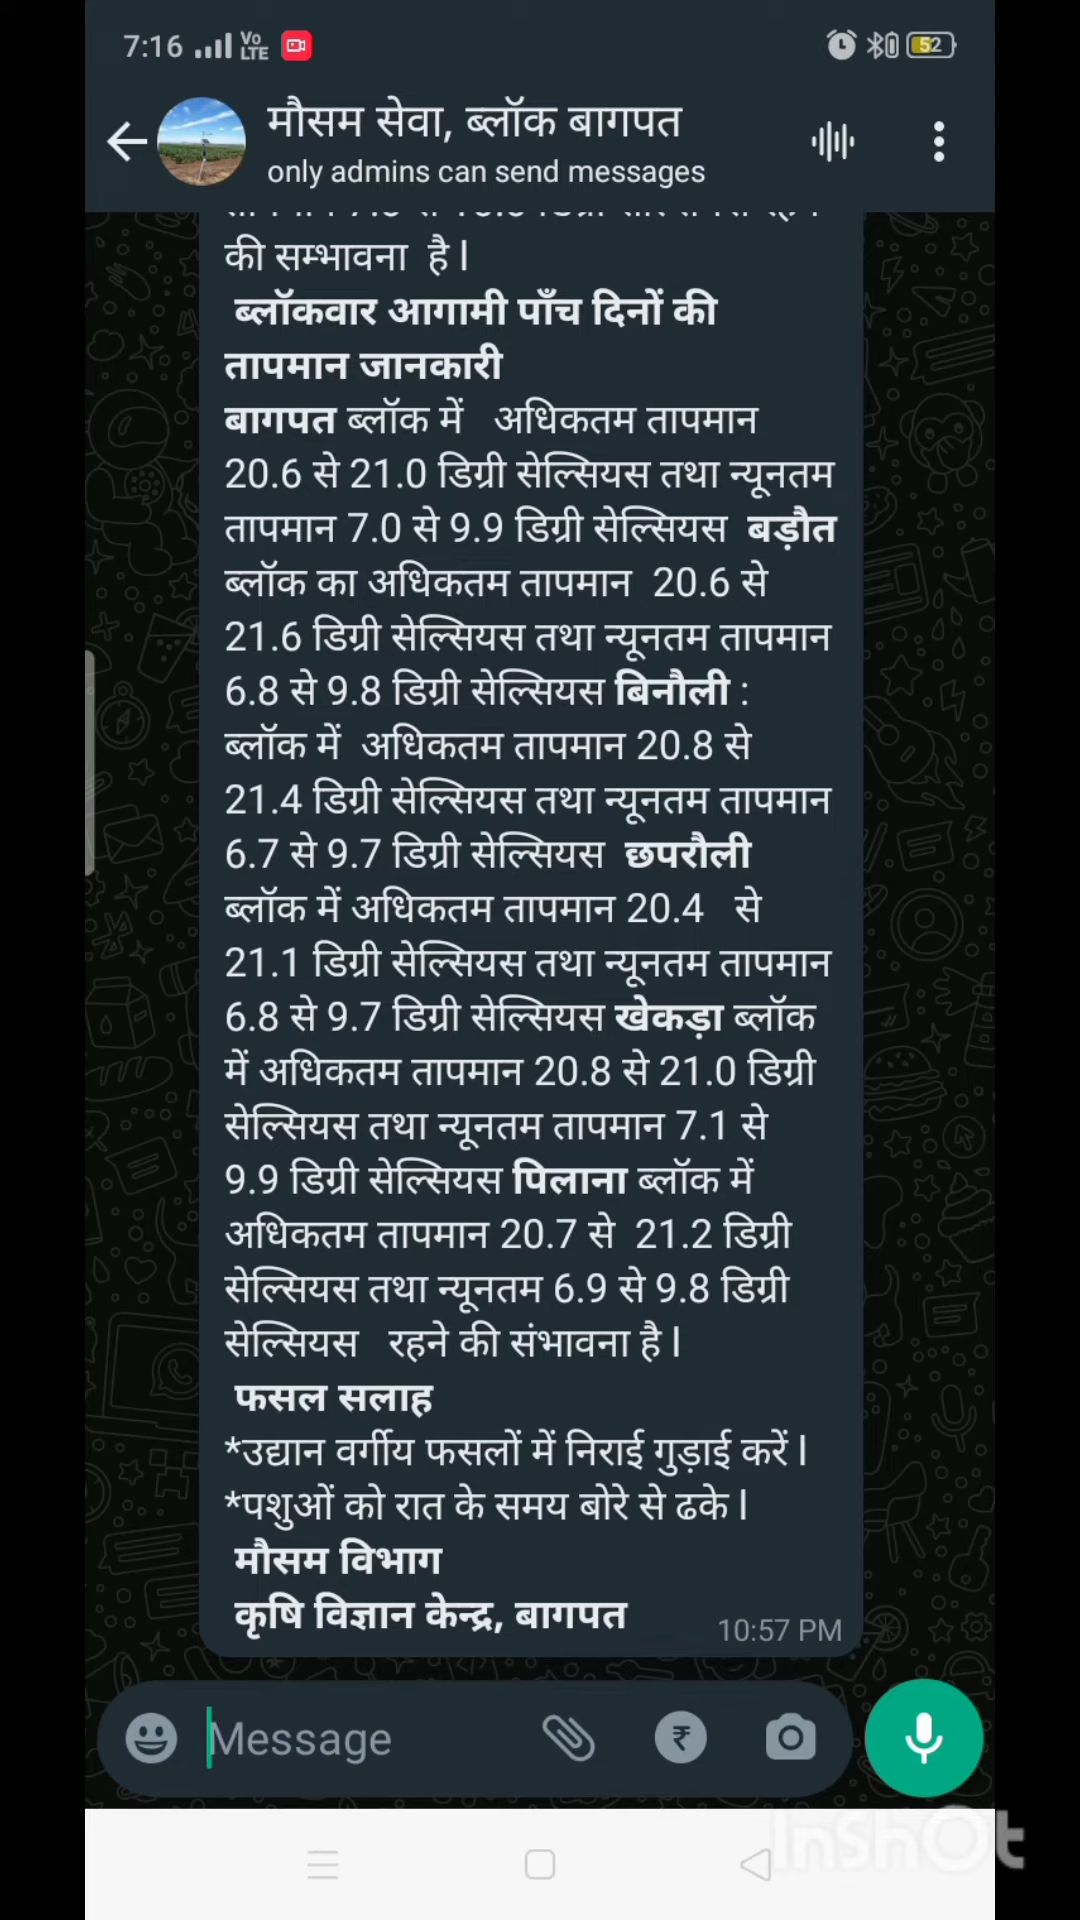 7:16 Vo LTE 52
मौसम सेवा, ब्लॉक बागपत
only admins can send messages
की सम्भावना है l
ब्लॉकवार आगामी पाँच दिनों की
तापमान जानकारी
बागपत ब्लॉक में अधिकतम तापमान
20.6 से 21.0 डिग्री सेल्सियस तथा न्यूनतम
तापमान 7.0 से 9.9 डिग्री सेल्सियस बड़ौत
ब्लॉक का अधिकतम तापमान 20.6 से
21.6 डिग्री सेल्सियस तथा न्यूनतम तापमान
6.8 से 9.8 डिग्री सेल्सियस बिनौली :
ब्लॉक में अधिकतम तापमान 20.8 से
21.4 डिग्री सेल्सियस तथा न्यूनतम तापमान
6.7 से 9.7 डिग्री सेल्सियस छपरौली
ब्लॉक में अधिकतम तापमान 20.4 से
21.1 डिग्री सेल्सियस तथा न्यूनतम तापमान
6.8 से 9.7 डिग्री सेल्सियस खेकड़ा ब्लॉक
में अधिकतम तापमान 20.8 से 21.0 डिग्री
सेल्सियस तथा न्यूनतम तापमान 7.1 से
9.9 डिग्री सेल्सियस पिलाना ब्लॉक में
अधिकतम तापमान 20.7 से 21.2 डिग्री
सेल्सियस तथा न्यूनतम 6.9 से 9.8 डिग्री
सेल्सियस रहने की संभावना है l
फसल सलाह
*उद्यान वर्गीय फसलों में निराई गुड़ाई करें l
*पशुओं को रात के समय बोरे से ढके l
मौसम विभाग
कृषि विज्ञान केन्द्र, बागपत
10:57 PM
Message
InShOt